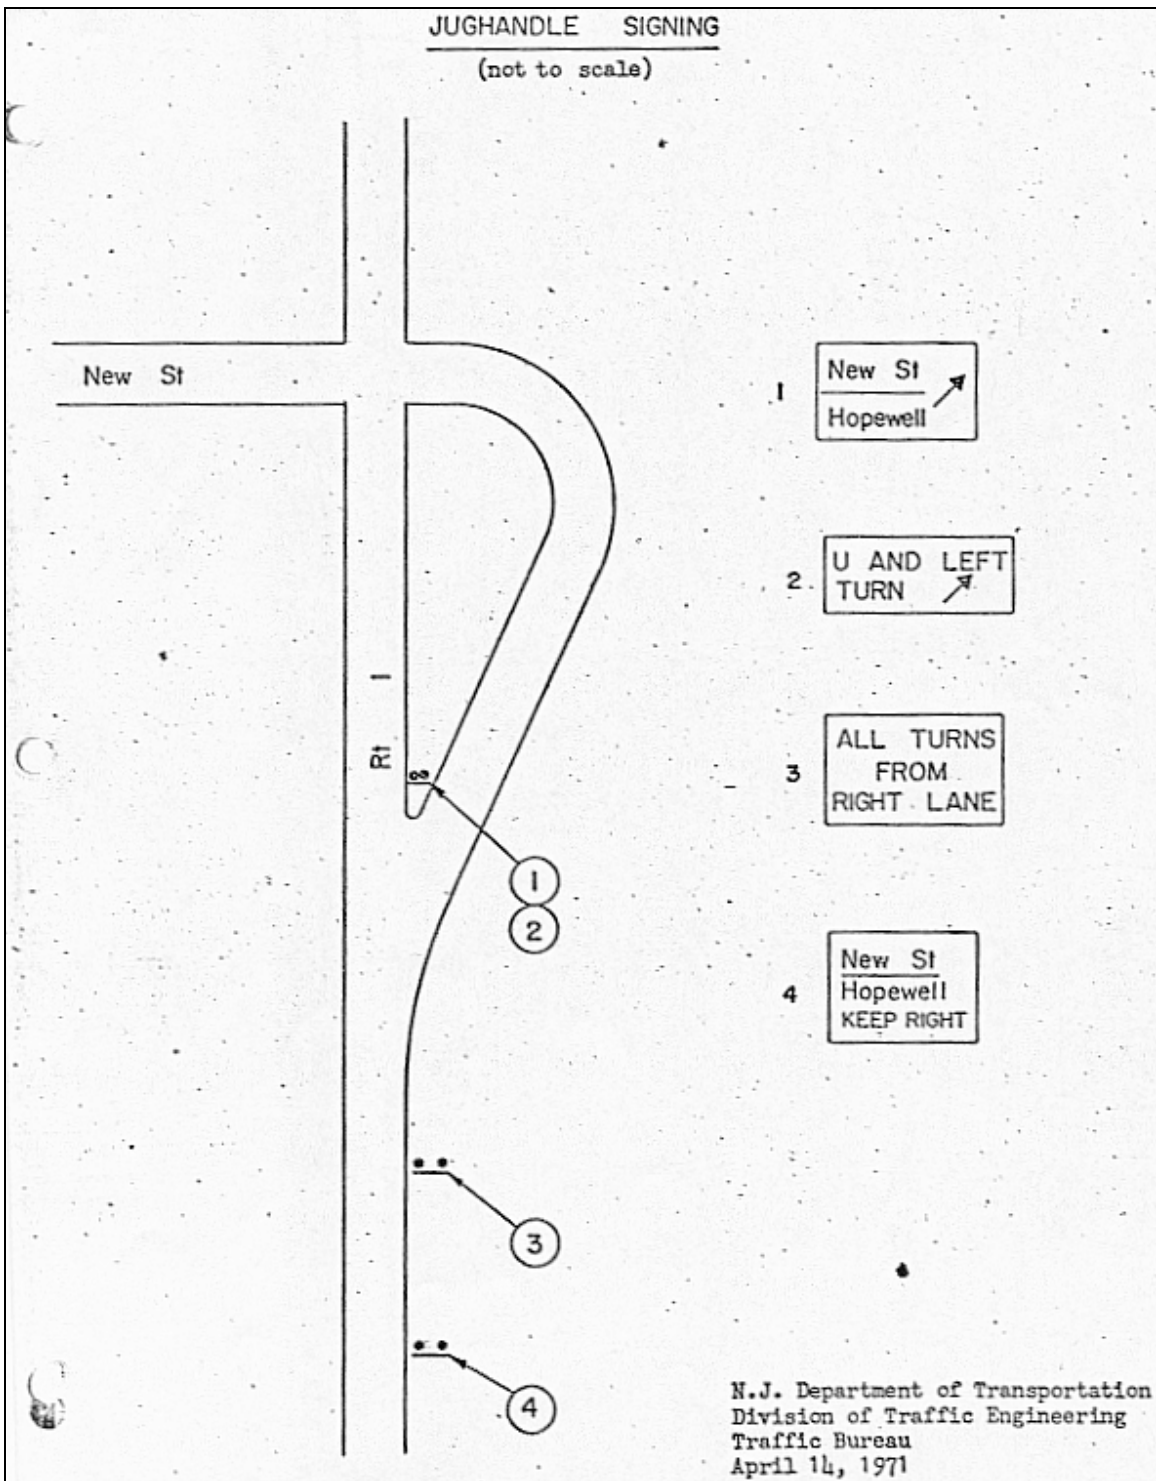 JUGHANDLE SIGNING
(not to scale)
New St
Rt 1
1
New St
Hopewell
2
U AND LEFT
TURN
3
ALL TURNS
FROM
RIGHT LANE
4
New St
Hopewell
KEEP RIGHT
1
2
3
4
N.J. Department of Transportation
Division of Traffic Engineering
Traffic Bureau
April 14, 1971